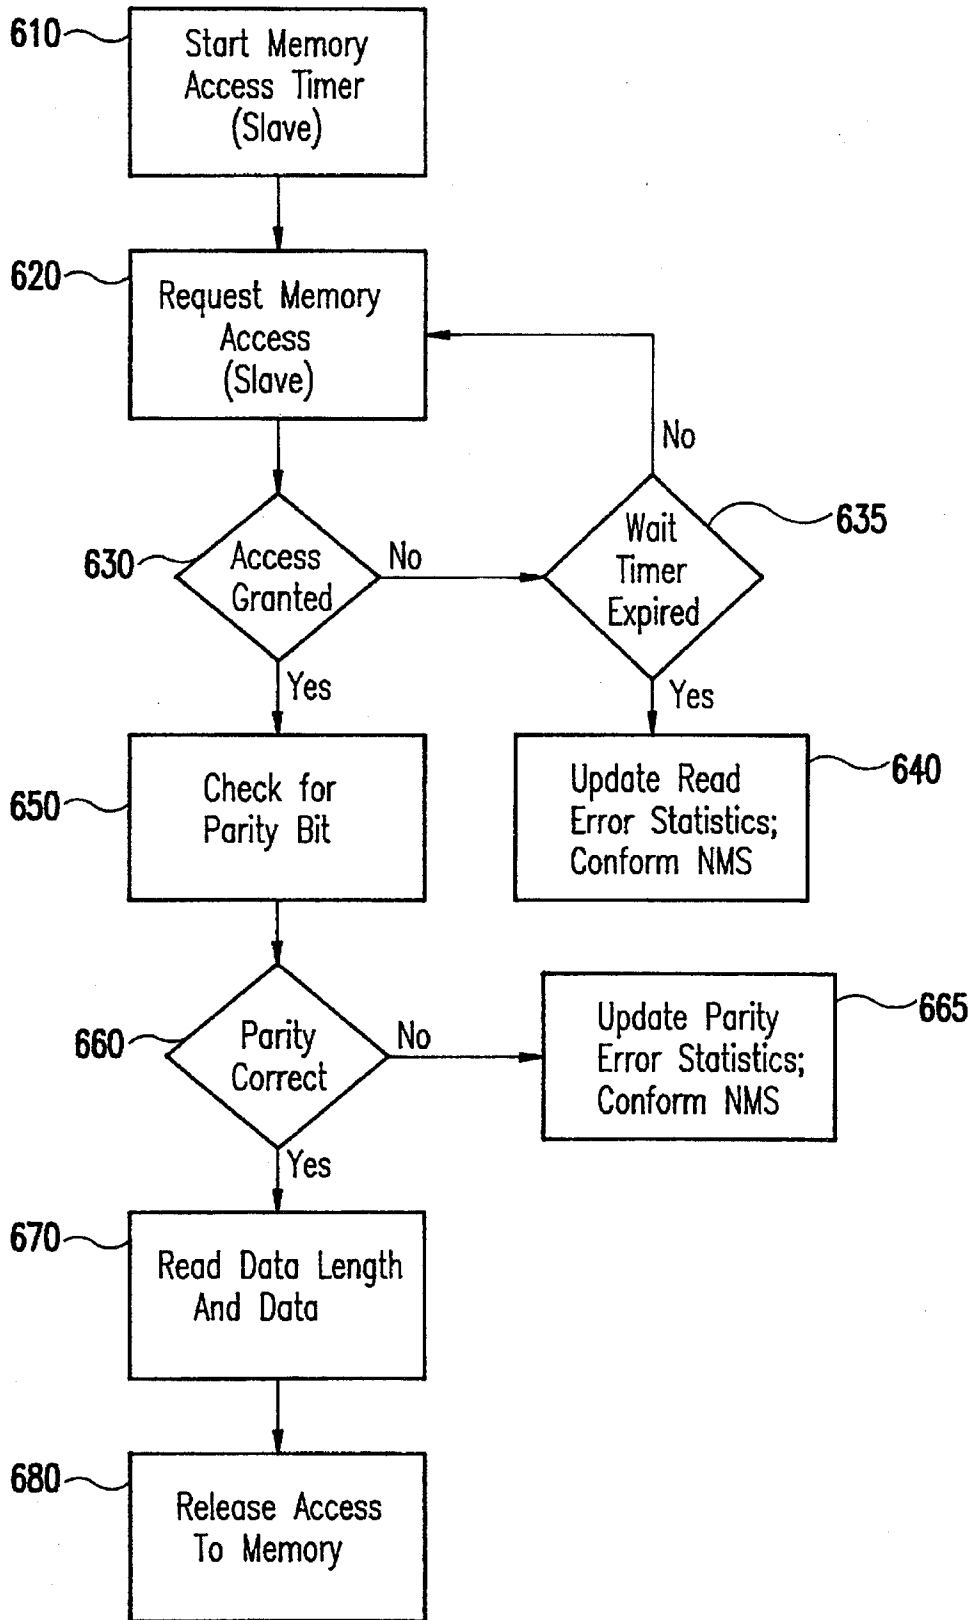 610
Start Memory
Access Timer
(Slave)
620
Request Memory
Access
(Slave)
No
630
Access
Granted
No
Wait
Timer
Expired
635
Yes
Yes
650
Check for
Parity Bit
Update Read
Error Statistics;
Conform NMS
640
660
Parity
Correct
No
Update Parity
Error Statistics;
Conform NMS
665
Yes
670
Read Data Length
And Data
680
Release Access
To Memory